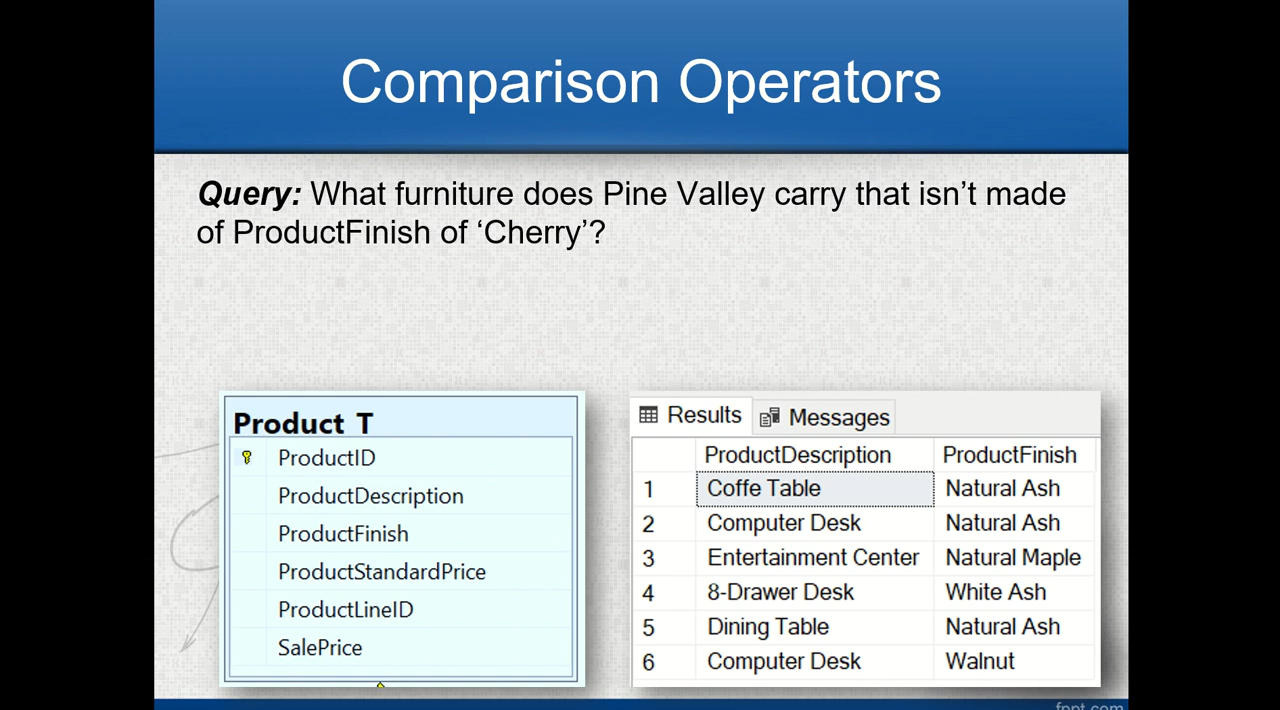 Comparison Operators
Query: What furniture does Pine Valley carry that isn’t made
of ProductFinish of ‘Cherry’?
Product_T
ProductID
ProductDescription
ProductFinish
ProductStandardPrice
ProductLineID
SalePrice
Results Messages
ProductDescription ProductFinish
1 Coffe Table Natural Ash
2 Computer Desk Natural Ash
3 Entertainment Center Natural Maple
4 8-Drawer Desk White Ash
5 Dining Table Natural Ash
6 Computer Desk Walnut
fppt.com